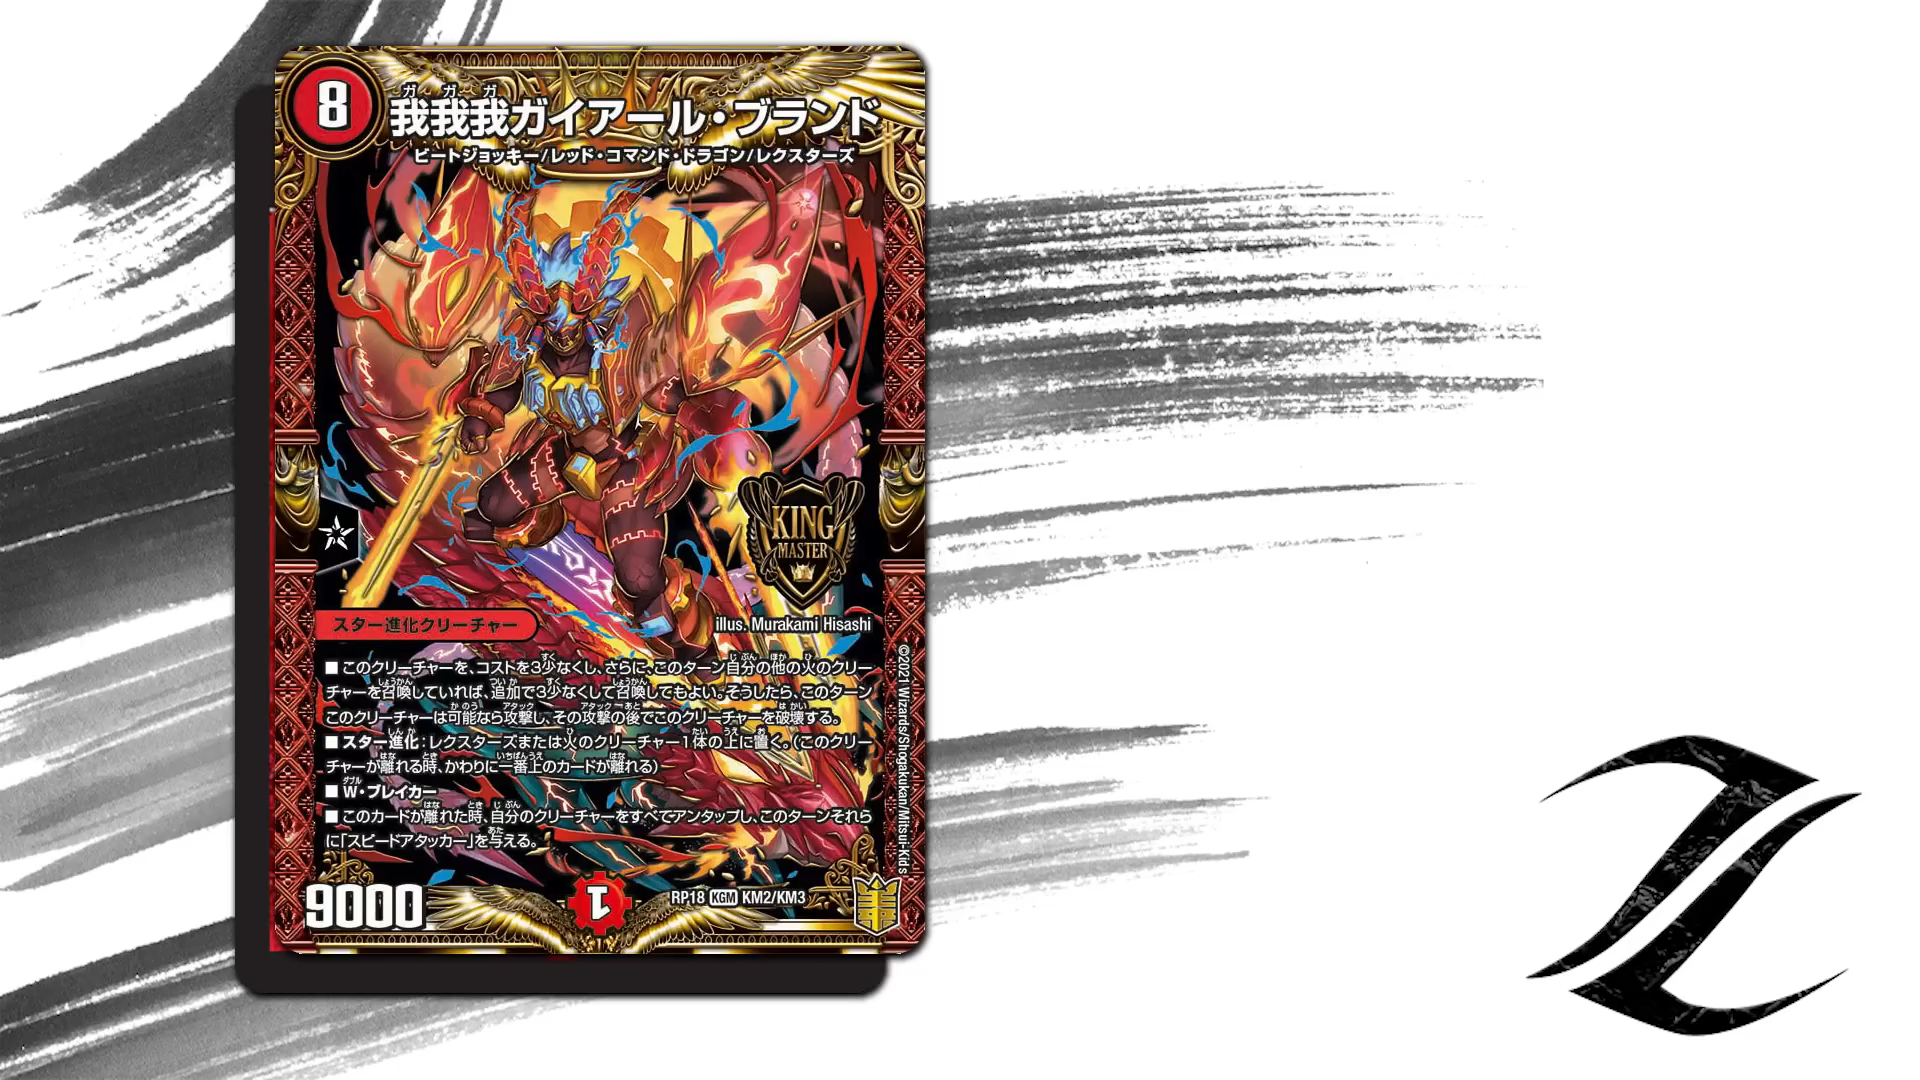 8
ガ ガ ガ
我我我ガイアール・ブランド
ビートジョッキー/レッド・コマンド・ドラゴン/レクスターズ
KING
MASTER
スター進化クリーチャー
illus. Murakami Hisashi
■このクリーチャーを、コストを3少なくし、さらに、このターン自分の他の火のクリー
チャーを召喚していれば、追加で3少なくして召喚してもよい。そうしたら、このターン
このクリーチャーは可能なら攻撃し、その攻撃の後でこのクリーチャーを破壊する。
■スター進化：レクスターズまたは火のクリーチャー1体の上に置く。（このクリー
チャーが離れる時、かわりに一番上のカードが離れる）
■W・ブレイカー
■このカードが離れた時、自分のクリーチャーをすべてアンタップし、このターンそれら
に「スピードアタッカー」を与える。
©2021 Wizards/Shogakukan/Mitsui-Kids
9000
1
RP18 KGM KM2/KM3